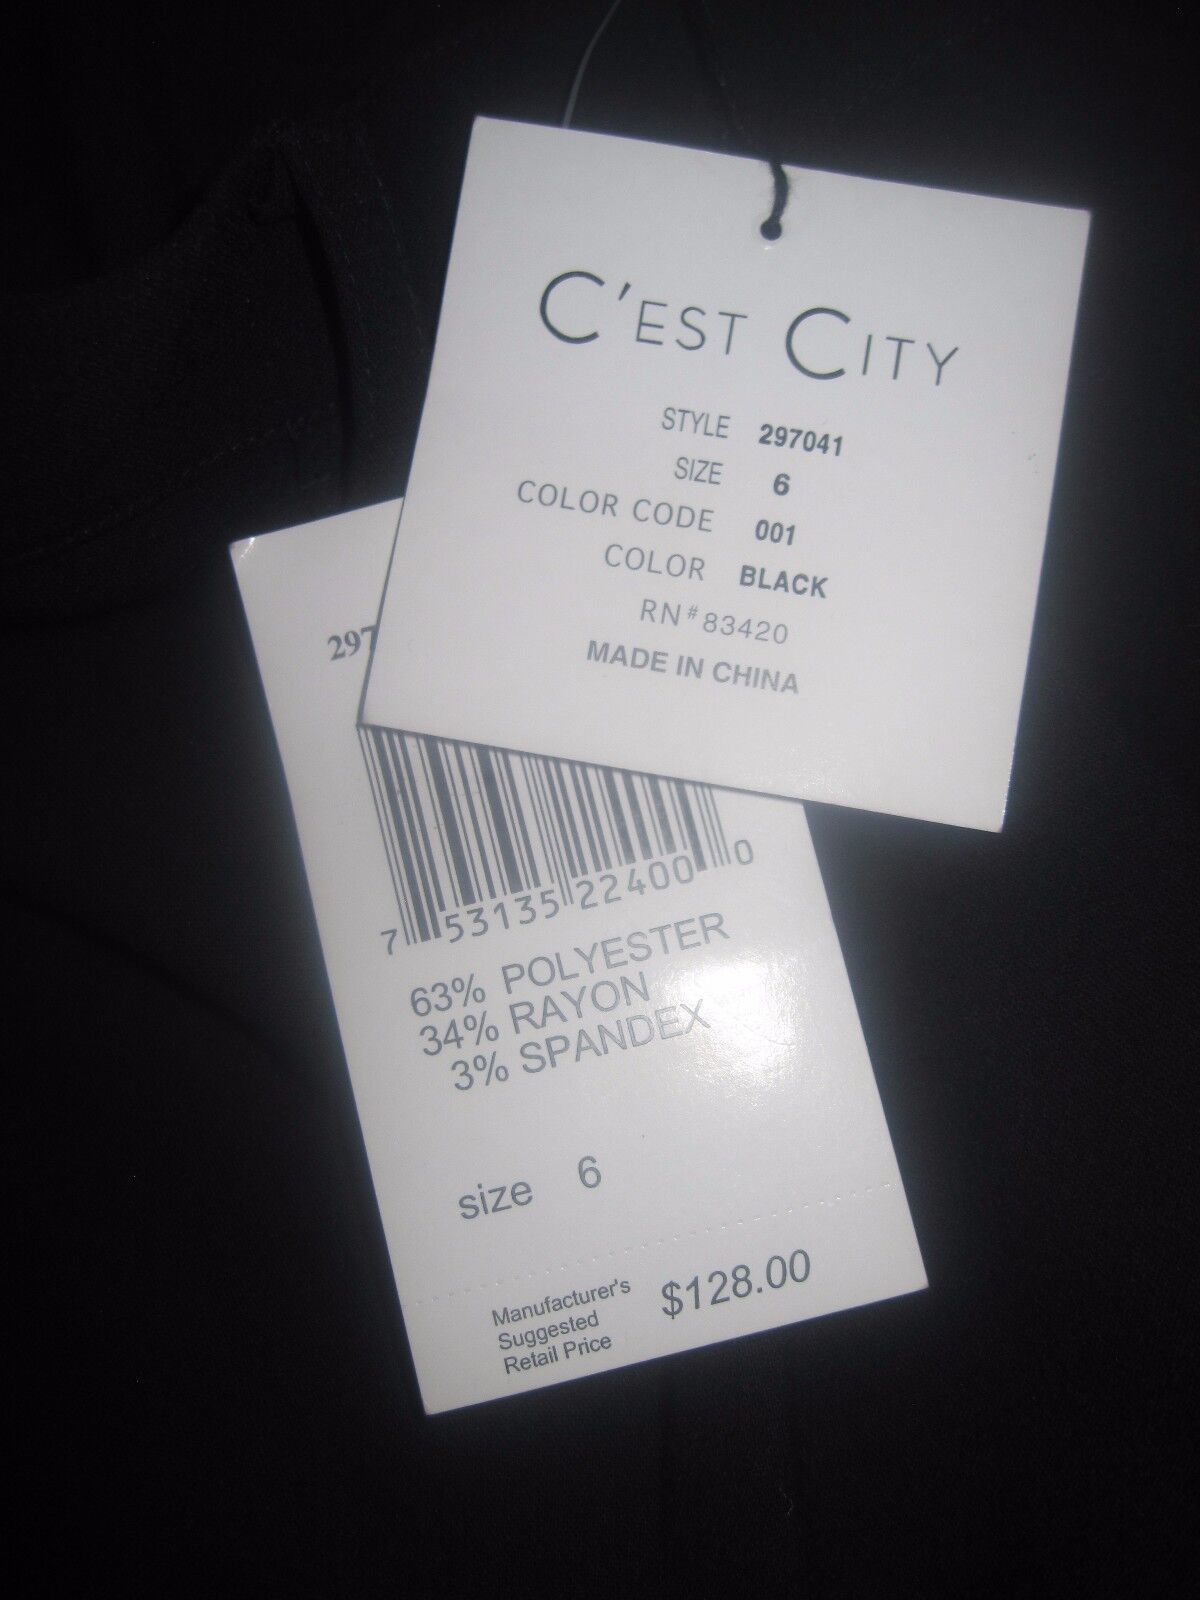 C'EST CITY
STYLE 297041
SIZE 6
COLOR CODE 001
COLOR BLACK
RN#83420
MADE IN CHINA
297
7 53135 22400 0
63% POLYESTER
34% RAYON
3% SPANDEX
size 6
Manufacturer's
Suggested
Retail Price
$128.00